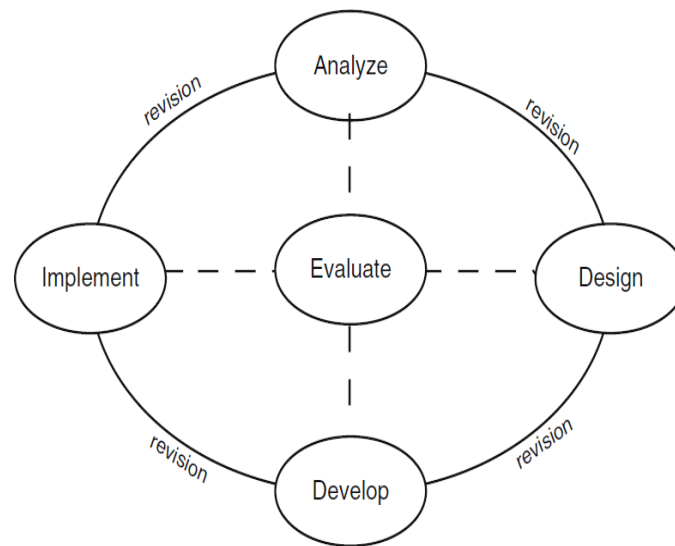 Analyze
revision
revision
Implement
Evaluate
Design
revision
revision
Develop